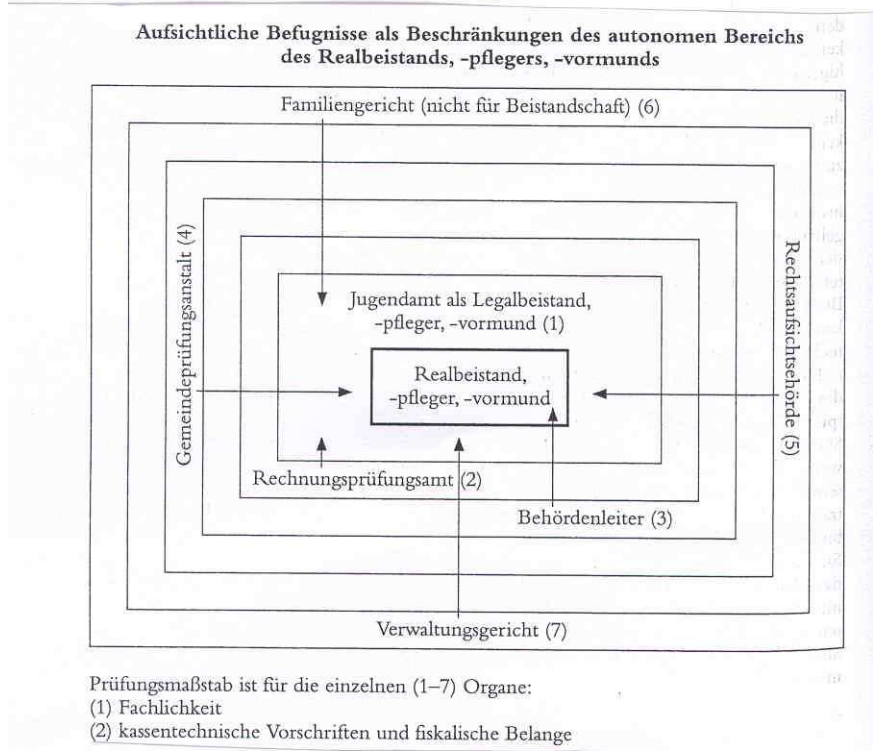 Aufsichtliche Befugnisse als Beschränkungen des autonomen Bereichs
des Realbeistands, -pflegers, -vormunds
Familiengericht (nicht für Beistandschaft) (6)
Gemeindeprüfungsanstalt (4)
Rechtsaufsichtsehörde (5)
Jugendamt als Legalbeistand,
-pfleger, -vormund (1)
Realbeistand,
-pfleger, -vormund
Rechnungsprüfungsamt (2)
Behördenleiter (3)
Verwaltungsgericht (7)
Prüfungsmaßstab ist für die einzelnen (1–7) Organe:
(1) Fachlichkeit
(2) kassentechnische Vorschriften und fiskalische Belange